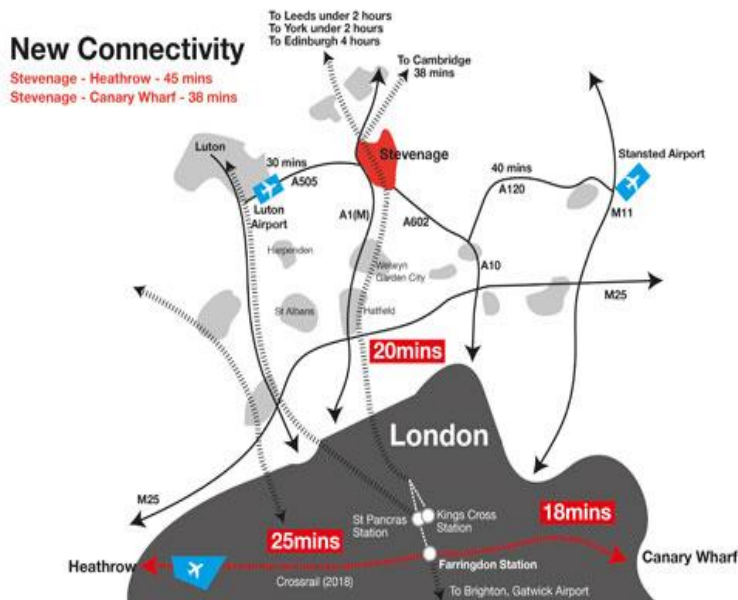 To Leeds under 2 hours
To York under 2 hours
To Edinburgh 4 hours
New Connectivity
Stevenage - Heathrow - 45 mins
Stevenage - Canary Wharf - 38 mins
To Cambridge
38 mins
Luton
30 mins
A505
Luton
Airport
Stevenage
40 mins
A120
Stansted Airport
M11
A1(M)
A602
A10
Harpenden
Welwyn
Garden City
St Albans
Hatfield
M25
20mins
London
M25
St Pancras
Station
Kings Cross
Station
18mins
25mins
Farringdon Station
Canary Wharf
Heathrow
Crossrail (2018)
To Brighton, Gatwick Airport